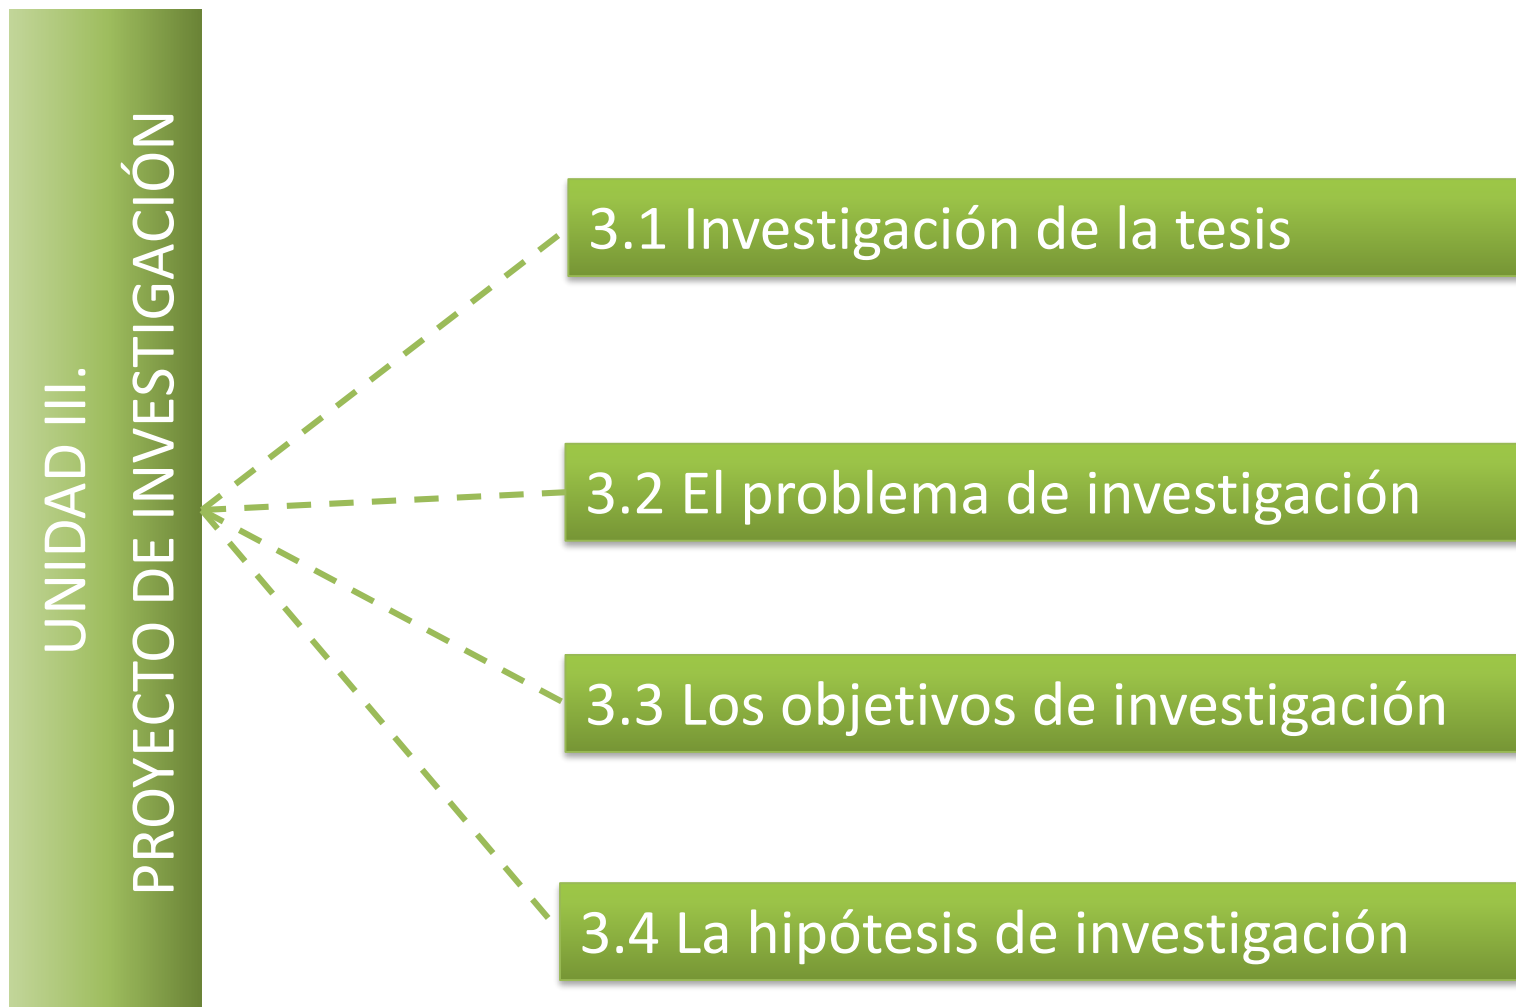 UNIDAD III.
PROYECTO DE INVESTIGACIÓN
3.1 Investigación de la tesis
3.2 El problema de investigación
3.3 Los objetivos de investigación
3.4 La hipótesis de investigación